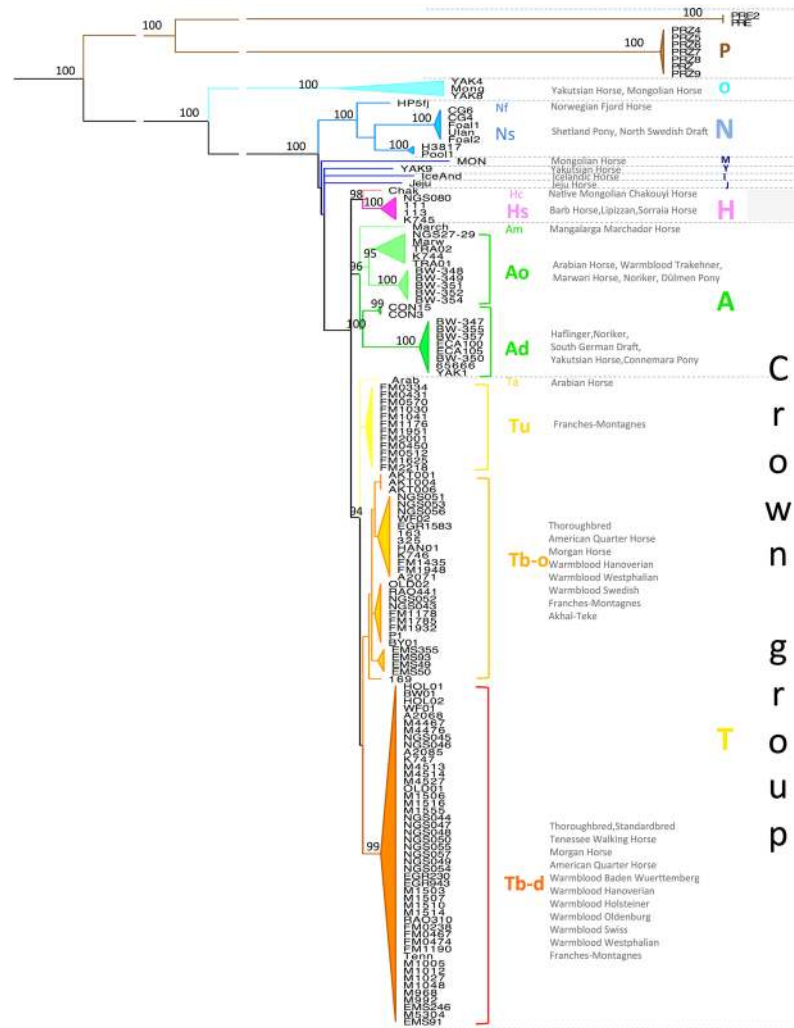 100
PRE2
PRE
100
PRZ4
PRZ5
PRZ6
PRZ7
PRZ8
PRZ
PRZ9
100
P
100
100
YAK4
Mong
YAK8
Yakutsian Horse, Mongolian Horse
O
HP5fj
Nf
Norwegian Fjord Horse
100
CG6
CG4
Foal1
Ulan
Foal2
100
Ns
Shetland Pony, North Swedish Draft
N
100
H3817
Pool1
100
MON
Mongolian Horse
M
YAK9
Yakutsian Horse
Y
IceAnd
Icelandic Horse
I
Jeju
Jeju Horse
J
Chak
Hc
Native Mongolian Chakouyi Horse
98
NGS080
111
113
K745
100
Hs
Barb Horse,Lipizzan,Sorraia Horse
H
March
Am
Mangalarga Marchador Horse
NGS27-29
Marw
TRA02
K744
TRA01
95
96
BW-348
BW-349
BW-351
BW-352
BW-354
100
Ao
Arabian Horse, Warmblood Trakehner,
Marwari Horse, Noriker, Dülmen Pony
A
99
CON15
CON3
100
BW-347
BW-355
BW-357
ECA100
ECA105
BW-350
65666
YAK1
100
Ad
Haflinger,Noriker,
South German Draft,
Yakutsian Horse,Connemara Pony
Arab
Ta
Arabian Horse
FM0334
FM0431
FM0570
FM1030
FM1041
FM1176
FM1951
FM2001
FM0450
FM0512
FM1625
FM2218
Tu
Franches-Montagnes
AKT001
AKT004
AKT006
94
NGS051
NGS053
NGS056
WF02
EGR1583
163
325
HAN01
K746
FM1435
FM1948
A2071
OLD02
BAO441
NGS052
NGS043
FM1178
FM1785
FM1932
P1
BY01
EMS355
EMS93
EMS49
EMS50
169
Tb-o
Thoroughbred
American Quarter Horse
Morgan Horse
Warmblood Hanoverian
Warmblood Westphalian
Warmblood Swedish
Franches-Montagnes
Akhal-Teke
T
HOL01
BW01
HOL02
WF01
A2068
M4467
M4476
NGS045
NGS046
A2085
K747
M4513
M4514
M4527
OLD01
M1506
M1516
M1555
NGS044
NGS047
NGS048
NGS050
NGS055
NGS057
NGS049
NGS054
EGR230
EGR943
M1503
M1507
M1510
M1514
BAO310
FM0238
FM0467
FM0474
FM1190
Tenn
M1005
M1012
M1027
M1048
M968
M992
EMS246
M5304
EMS91
99
Tb-d
Thoroughbred,Standardbred
Tenessee Walking Horse
Morgan Horse
American Quarter Horse
Warmblood Baden Wuerttemberg
Warmblood Hanoverian
Warmblood Holsteiner
Warmblood Oldenburg
Warmblood Swiss
Warmblood Westphalian
Franches-Montagnes
Crown group